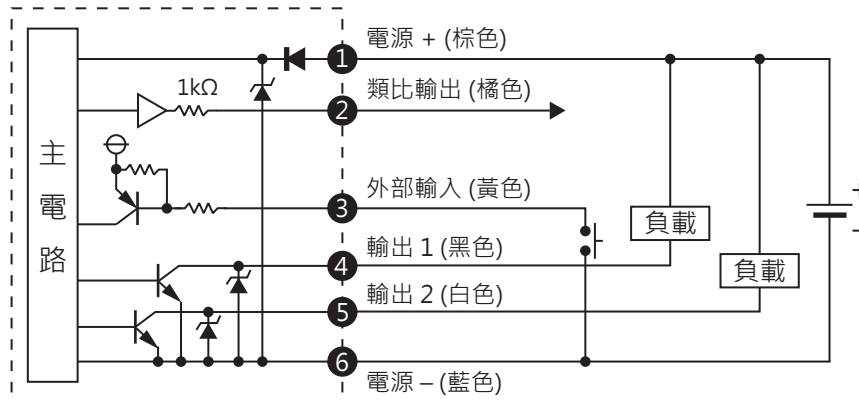 電源 + (棕色)
1
1kΩ
類比輸出 (橘色)
2
主電路
外部輸入 (黃色)
3
負載
+
–
輸出 1 (黑色)
4
負載
輸出 2 (白色)
5
6
電源 – (藍色)